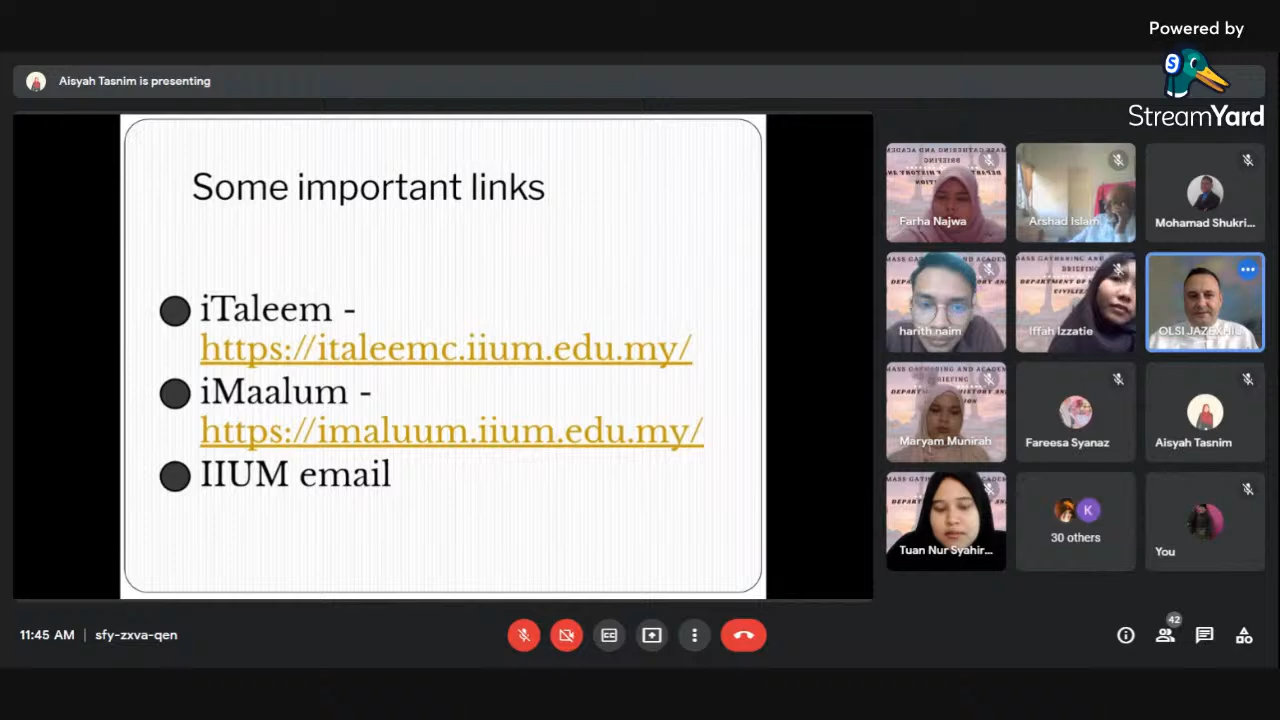 Powered by
StreamYard
Aisyah Tasnim is presenting
Some important links
iTaleem -
https://italeemc.iium.edu.my/
iMaalum -
https://imaluum.iium.edu.my/
IIUM email
Farha Najwa
Arshad Islam
Mohamad Shukri...
harith naim
Iffah Izzatie
OLSI JAZEXHIU
Maryam Munirah
Fareesa Syanaz
Aisyah Tasnim
Tuan Nur Syahir...
K
30 others
You
11:45 AM | sfy-zxva-qen
42